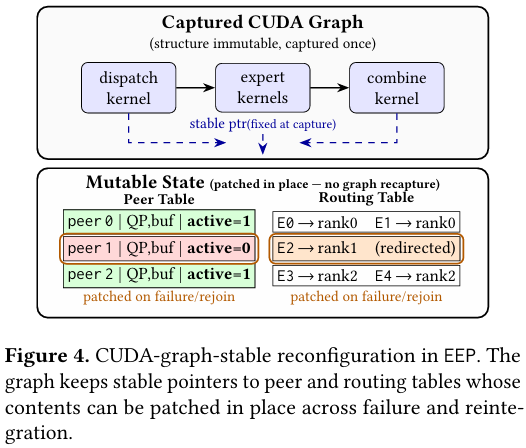 Captured CUDA Graph
(structure immutable, captured once)
dispatch kernel
expert kernels
combine kernel
stable ptr(fixed at capture)
Mutable State (patched in place – no graph recapture)
Peer Table
peer 0 | QP,buf | active=1
peer 1 | QP,buf | active=0
peer 2 | QP,buf | active=1
patched on failure/rejoin
Routing Table
E0→rank0 E1→rank0
E2→rank1 (redirected)
E3→rank2 E4→rank2
patched on failure/rejoin
Figure 4. CUDA-graph-stable reconfiguration in EEP. The
graph keeps stable pointers to peer and routing tables whose
contents can be patched in place across failure and reinte-
gration.